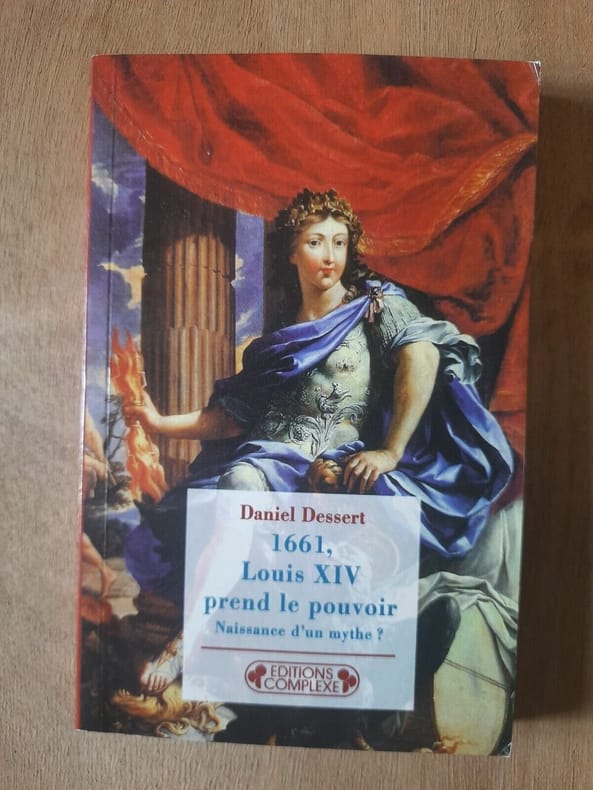 Daniel Dessert
1661,
Louis XIV
prend le pouvoir
Naissance d'un mythe ?
EDITIONS
COMPLEXE